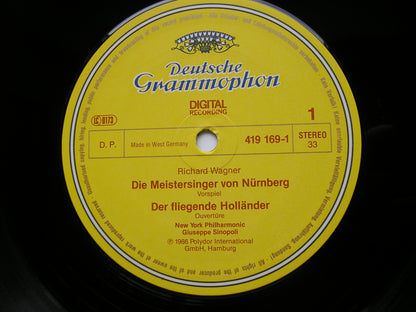 Deutsche
Grammophon
DIGITAL
RECORDING
1
LC 0173
D. P.
Made in West Germany
419 169-1
STEREO
33
Richard Wagner
Die Meistersinger von Nürnberg
Vorspiel
Der fliegende Holländer
Ouvertüre
New York Philharmonic
Giuseppe Sinopoli
℗ 1986 Polydor International
GmbH, Hamburg